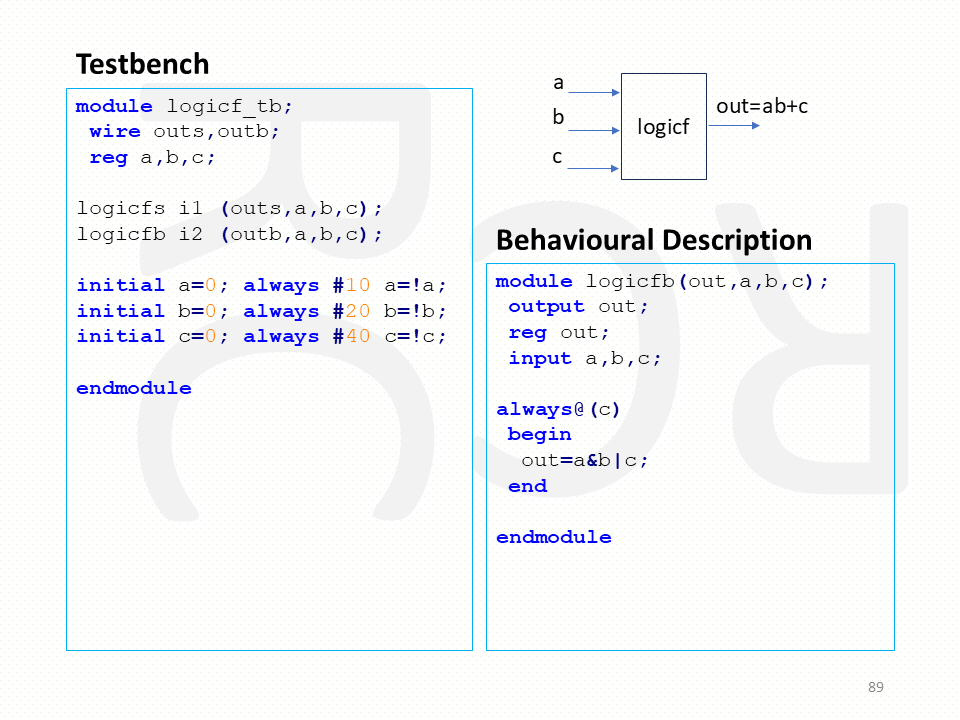 Testbench
module logicf_tb;
wire outs,outb;
reg a,b,c;
logicfs i1 (outs,a,b,c);
logicfb i2 (outb,a,b,c);
initial a=0; always #10 a=!a;
initial b=0; always #20 b=!b;
initial c=0; always #40 c=!c;
endmodule
a
b
c
logicf
out=ab+c
Behavioural Description
module logicfb(out,a,b,c);
output out;
reg out;
input a,b,c;
always@(c)
begin
out=a&b|c;
end
endmodule
89